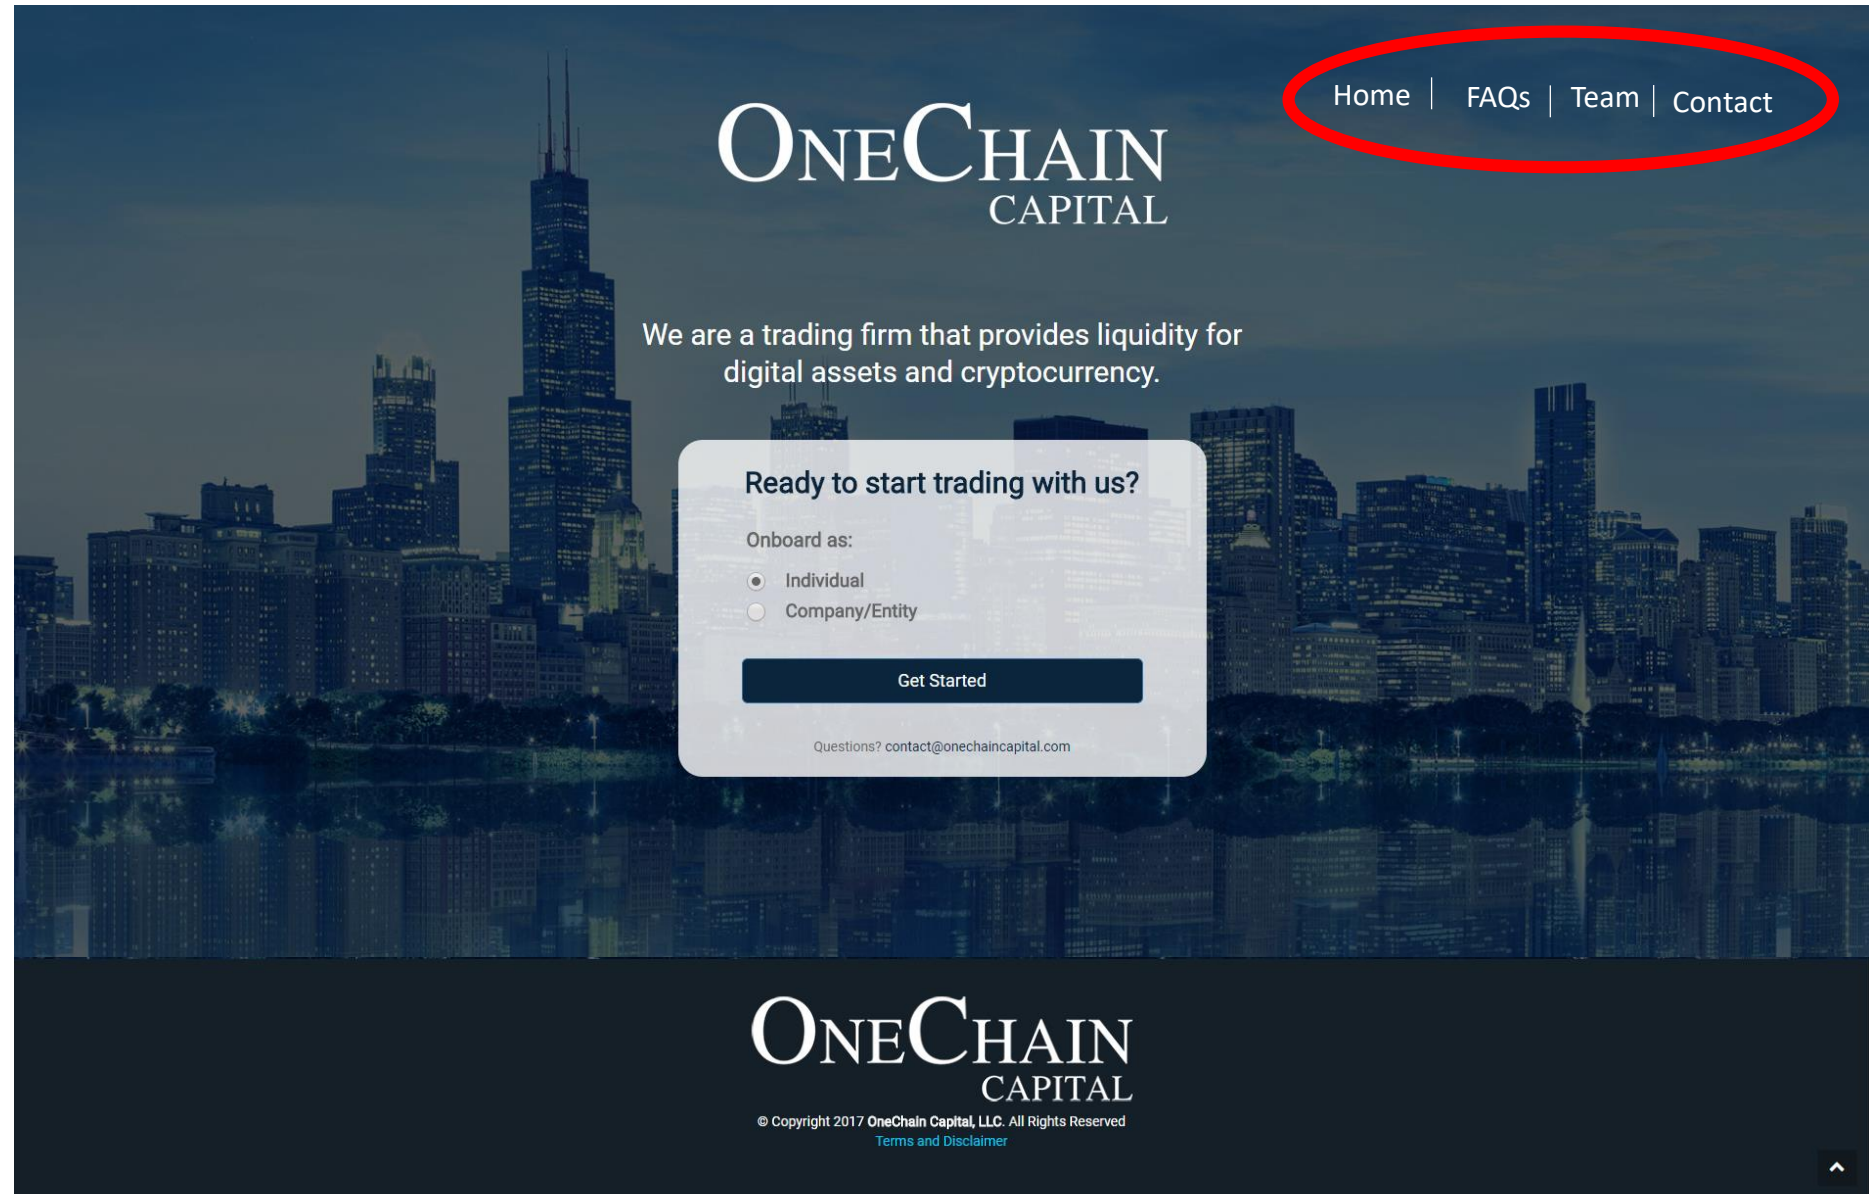 Home | FAQs | Team | Contact
ONECHAIN
CAPITAL
We are a trading firm that provides liquidity for
digital assets and cryptocurrency.
Ready to start trading with us?
Onboard as:
Individual
Company/Entity
Get Started
Questions? contact@onechaincapital.com
ONECHAIN
CAPITAL
© Copyright 2017 OneChain Capital, LLC. All Rights Reserved
Terms and Disclaimer